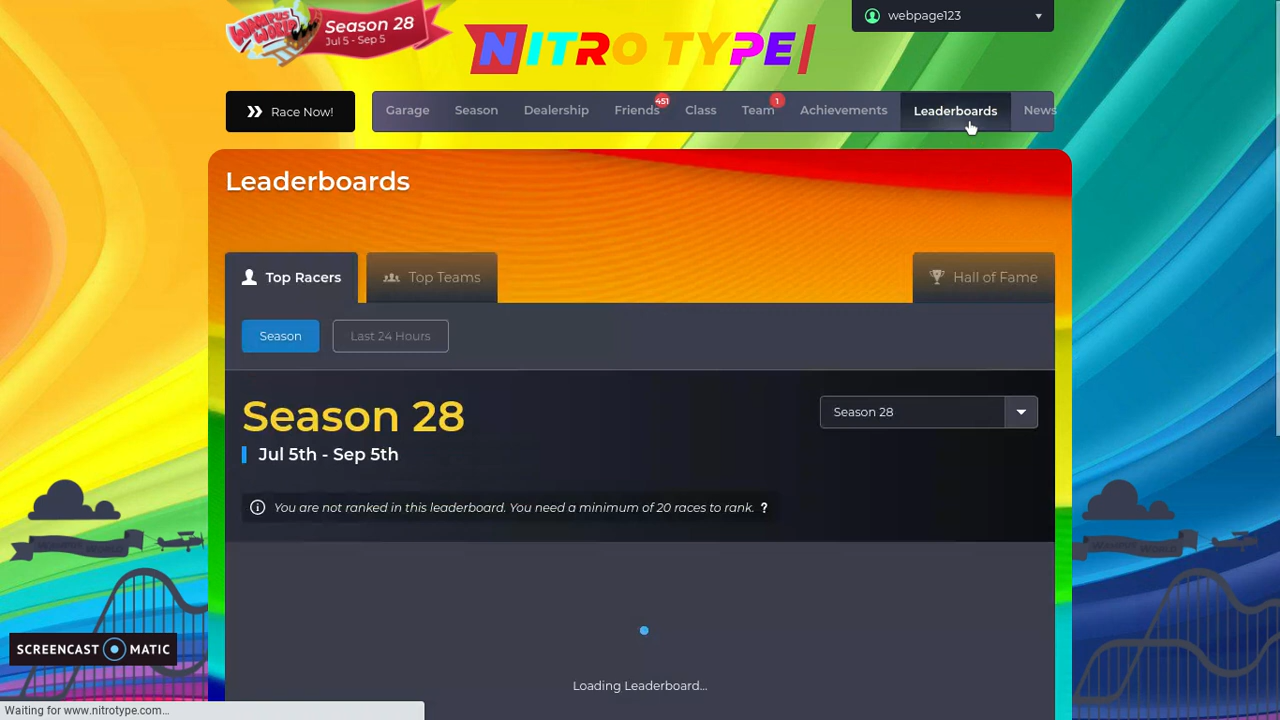 WAMPUS WORLD
Season 28
Jul 5 - Sep 5
NITRO TYPE
webpage123
Race Now!
Garage
Season
Dealership
Friends
451
Class
Team
1
Achievements
Leaderboards
News
Leaderboards
Top Racers
Top Teams
Hall of Fame
Season
Last 24 Hours
Season 28
Season 28
Jul 5th - Sep 5th
You are not ranked in this leaderboard. You need a minimum of 20 races to rank. ?
Loading Leaderboard...
SCREENCAST MATIC
Waiting for www.nitrotype.com...